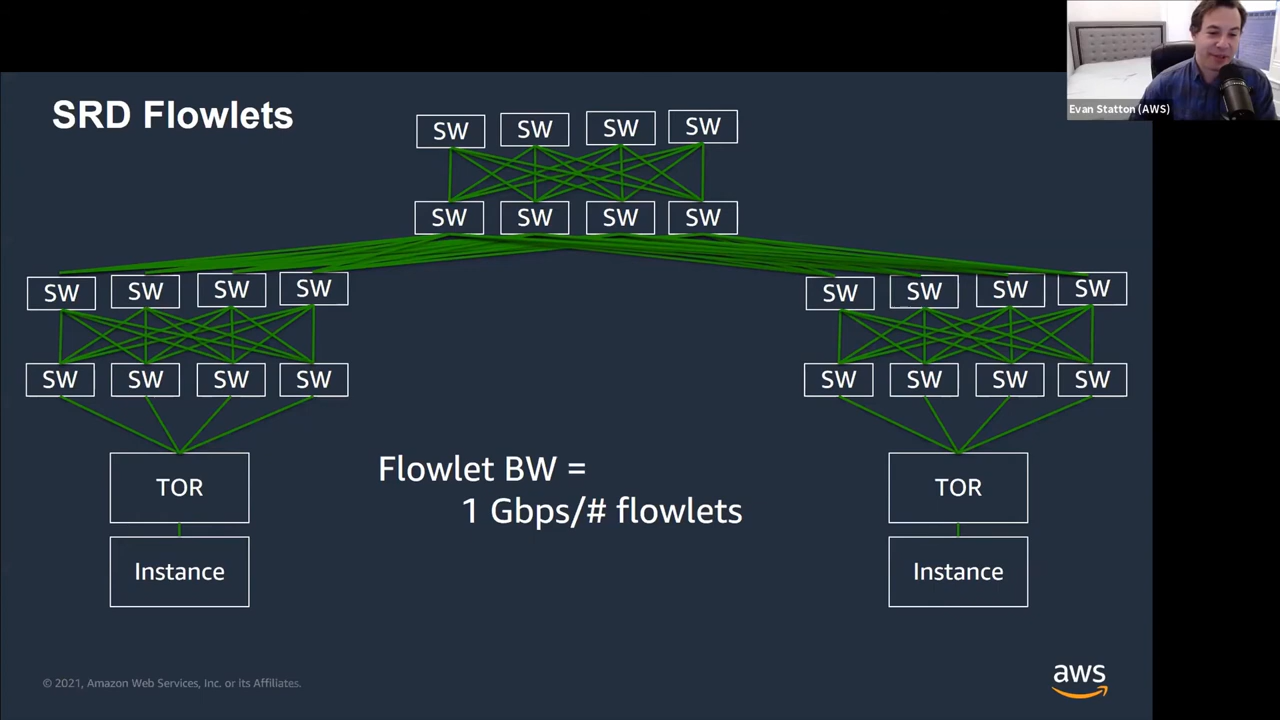 Evan Statton (AWS)
SRD Flowlets
SW SW SW SW
SW SW SW SW
SW SW SW SW SW SW SW SW
SW SW SW SW SW SW SW SW
Flowlet BW =
1 Gbps/# flowlets
TOR TOR
Instance Instance
© 2021, Amazon Web Services, Inc. or its Affiliates.
aws